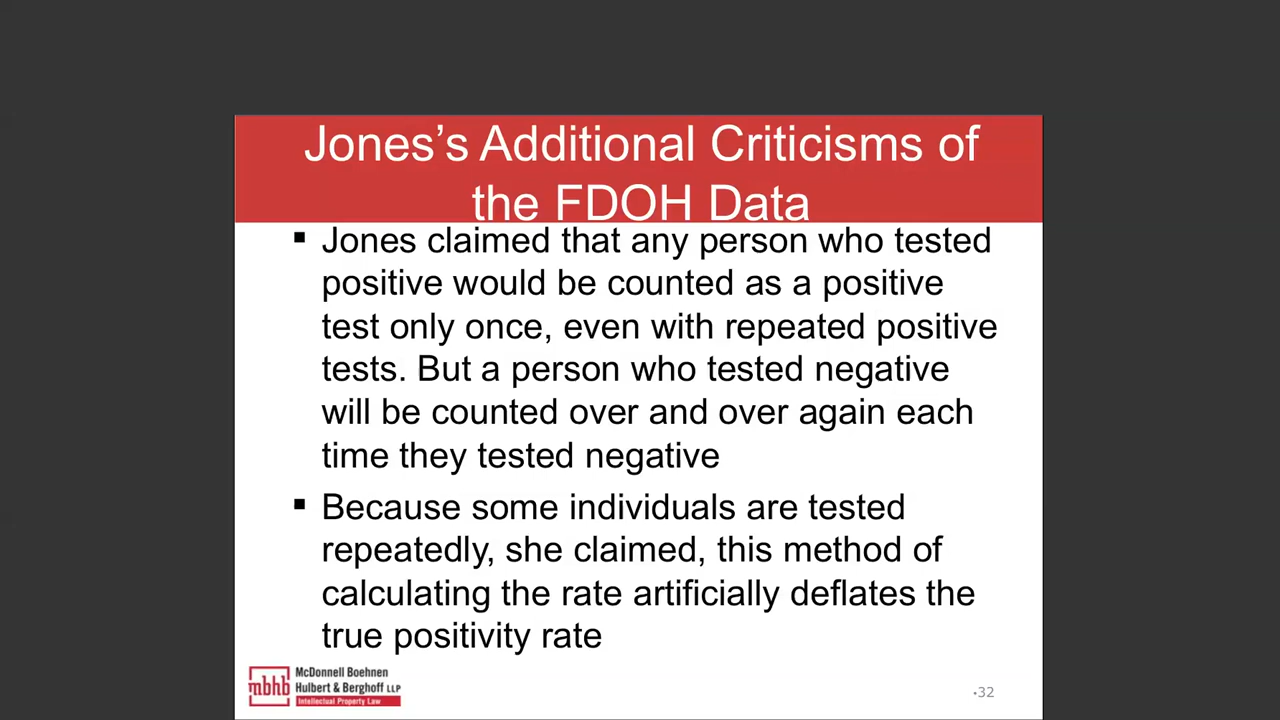 Jones’s Additional Criticisms of
the FDOH Data
▪ Jones claimed that any person who tested
positive would be counted as a positive
test only once, even with repeated positive
tests. But a person who tested negative
will be counted over and over again each
time they tested negative
▪ Because some individuals are tested
repeatedly, she claimed, this method of
calculating the rate artificially deflates the
true positivity rate
mbhb
McDonnell Boehnen
Hulbert & Berghoff LLP
Intellectual Property Law
•32